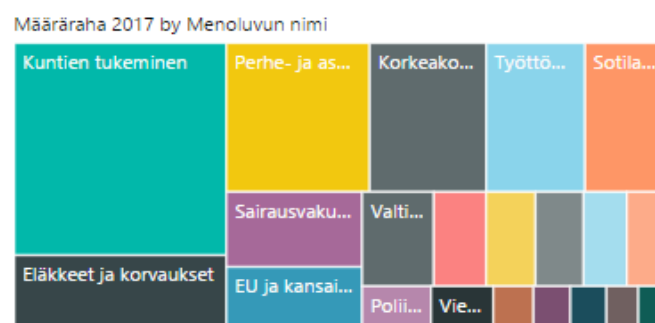 Määräraha 2017 by Menoluvun nimi
Kuntien tukeminen
Perhe- ja as...
Korkeako...
Työttö...
Sotila...
Sairausvaku...
Valti...
Eläkkeet ja korvaukset
EU ja kansai...
Polii...
Vie...